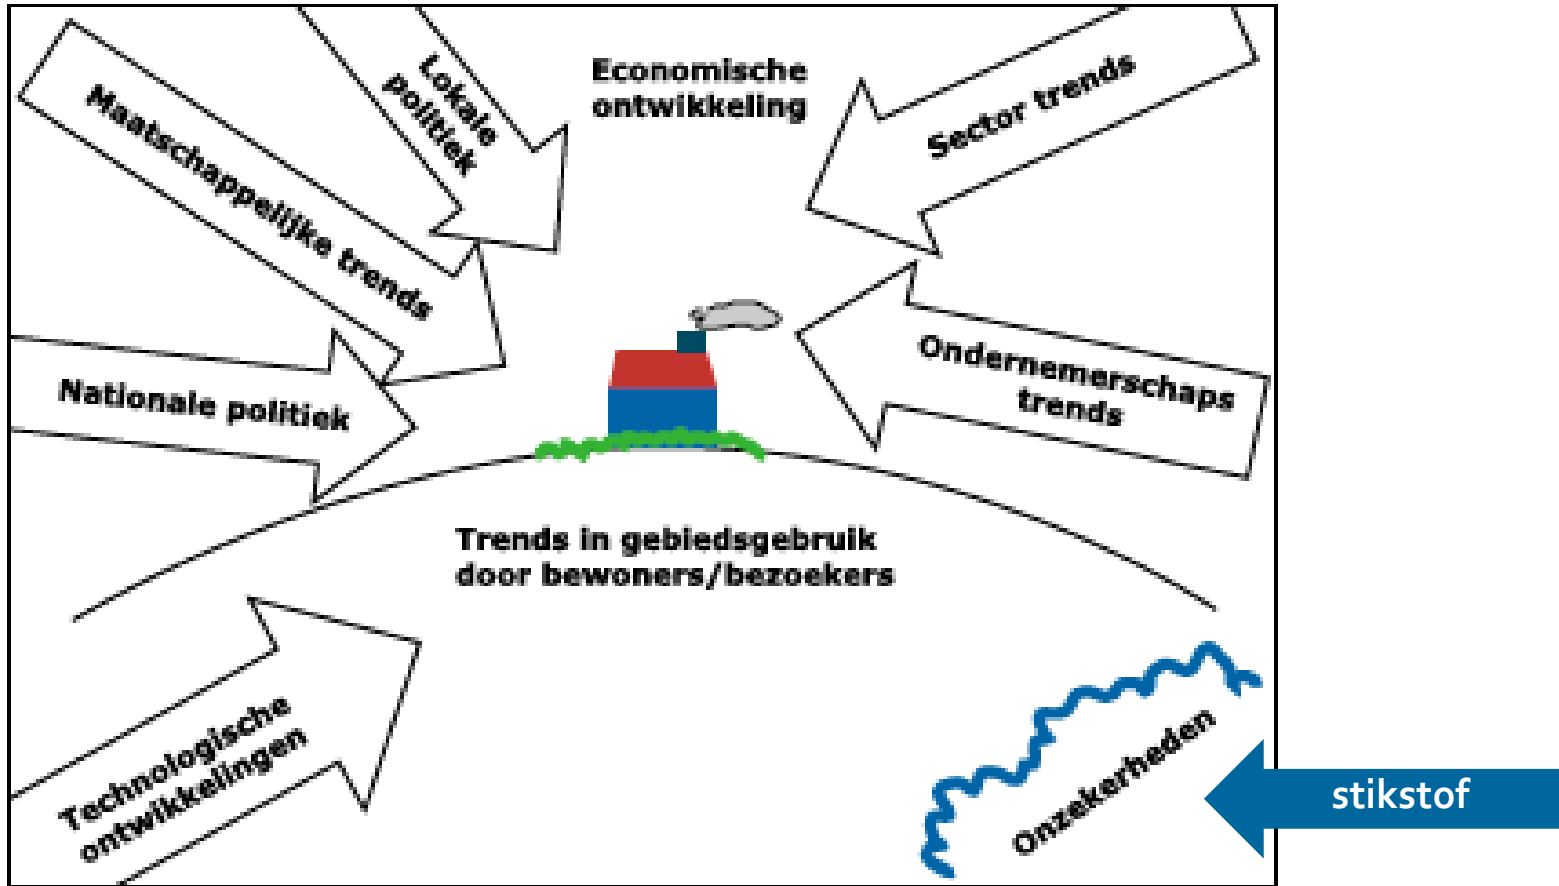 Lokale
politiek
Economische
ontwikkeling
Sector trends
Maatschappelijke trends
Nationale politiek
Ondernemerschaps
trends
Trends in gebiedsgebruik
door bewoners/bezoekers
Technologische
ontwikkelingen
Onzekerheden
stikstof